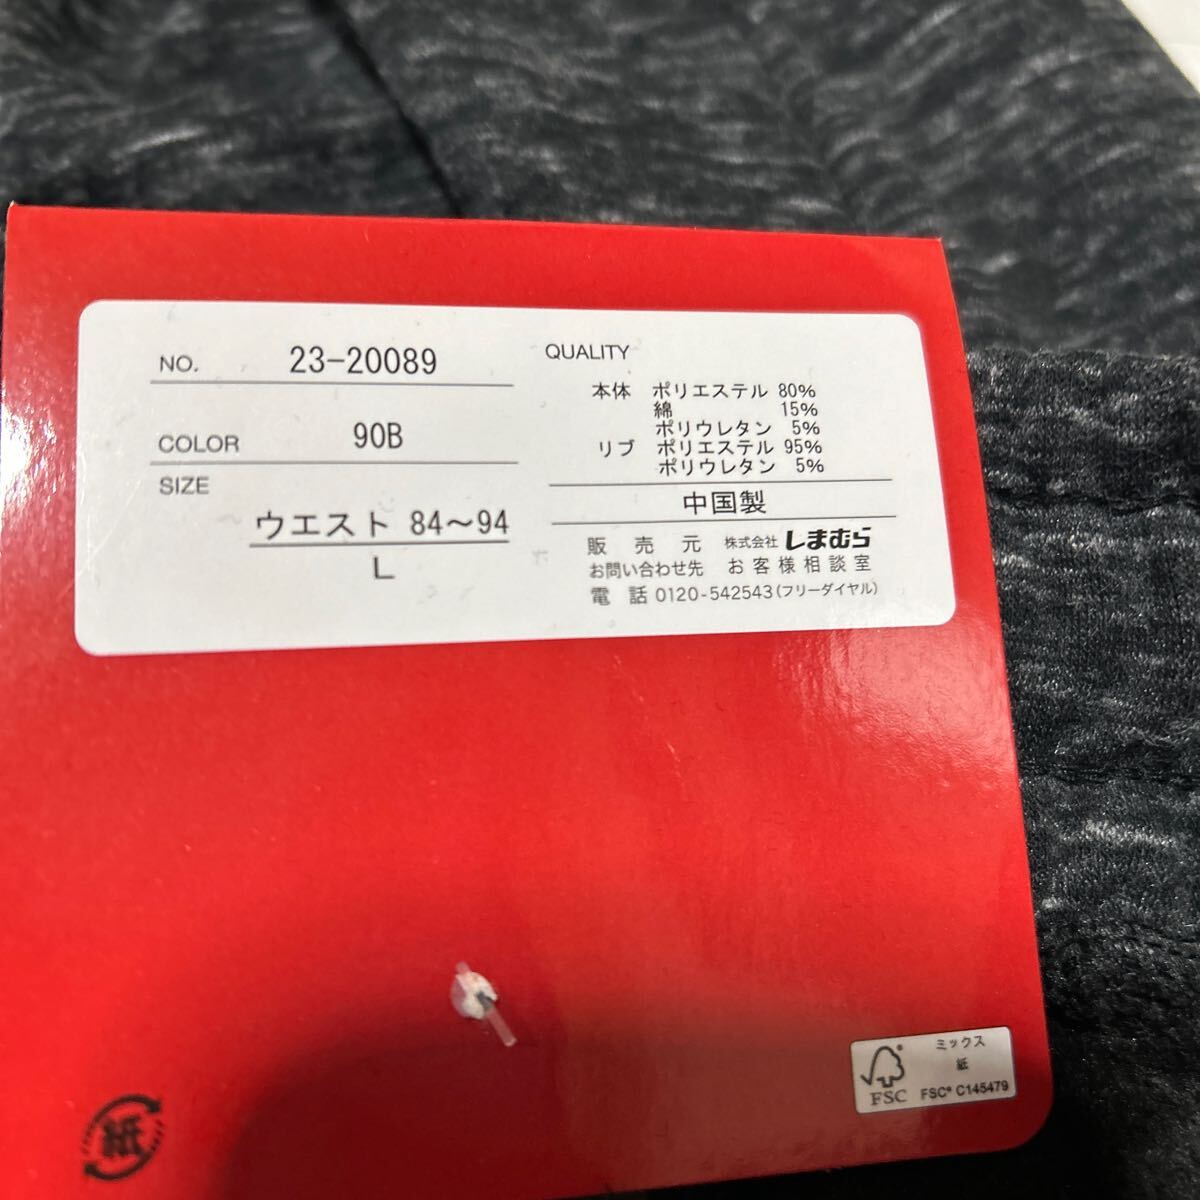 NO. 23-20089
COLOR 90B
SIZE
ウエスト 84～94
L
QUALITY
本体 ポリエステル 80%
綿 15%
ポリウレタン 5%
リブ ポリエステル 95%
ポリウレタン 5%
中国製
販売元 株式会社 しまむら
お問い合わせ先 お客様相談室
電話 0120-542543(フリーダイヤル)
紙
ミックス
紙
FSC
FSC® C145479